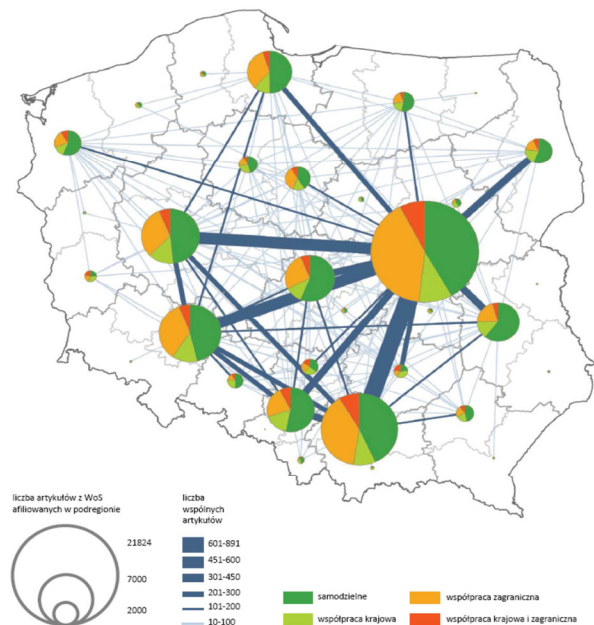 liczba artykułów z WoS
afiliowanych w podregionie
21824
7000
2000
liczba
wspólnych
artykułów
601-891
451-600
301-450
201-300
101-200
10-100
samodzielne
współpraca krajowa
współpraca zagraniczna
współpraca krajowa i zagraniczna